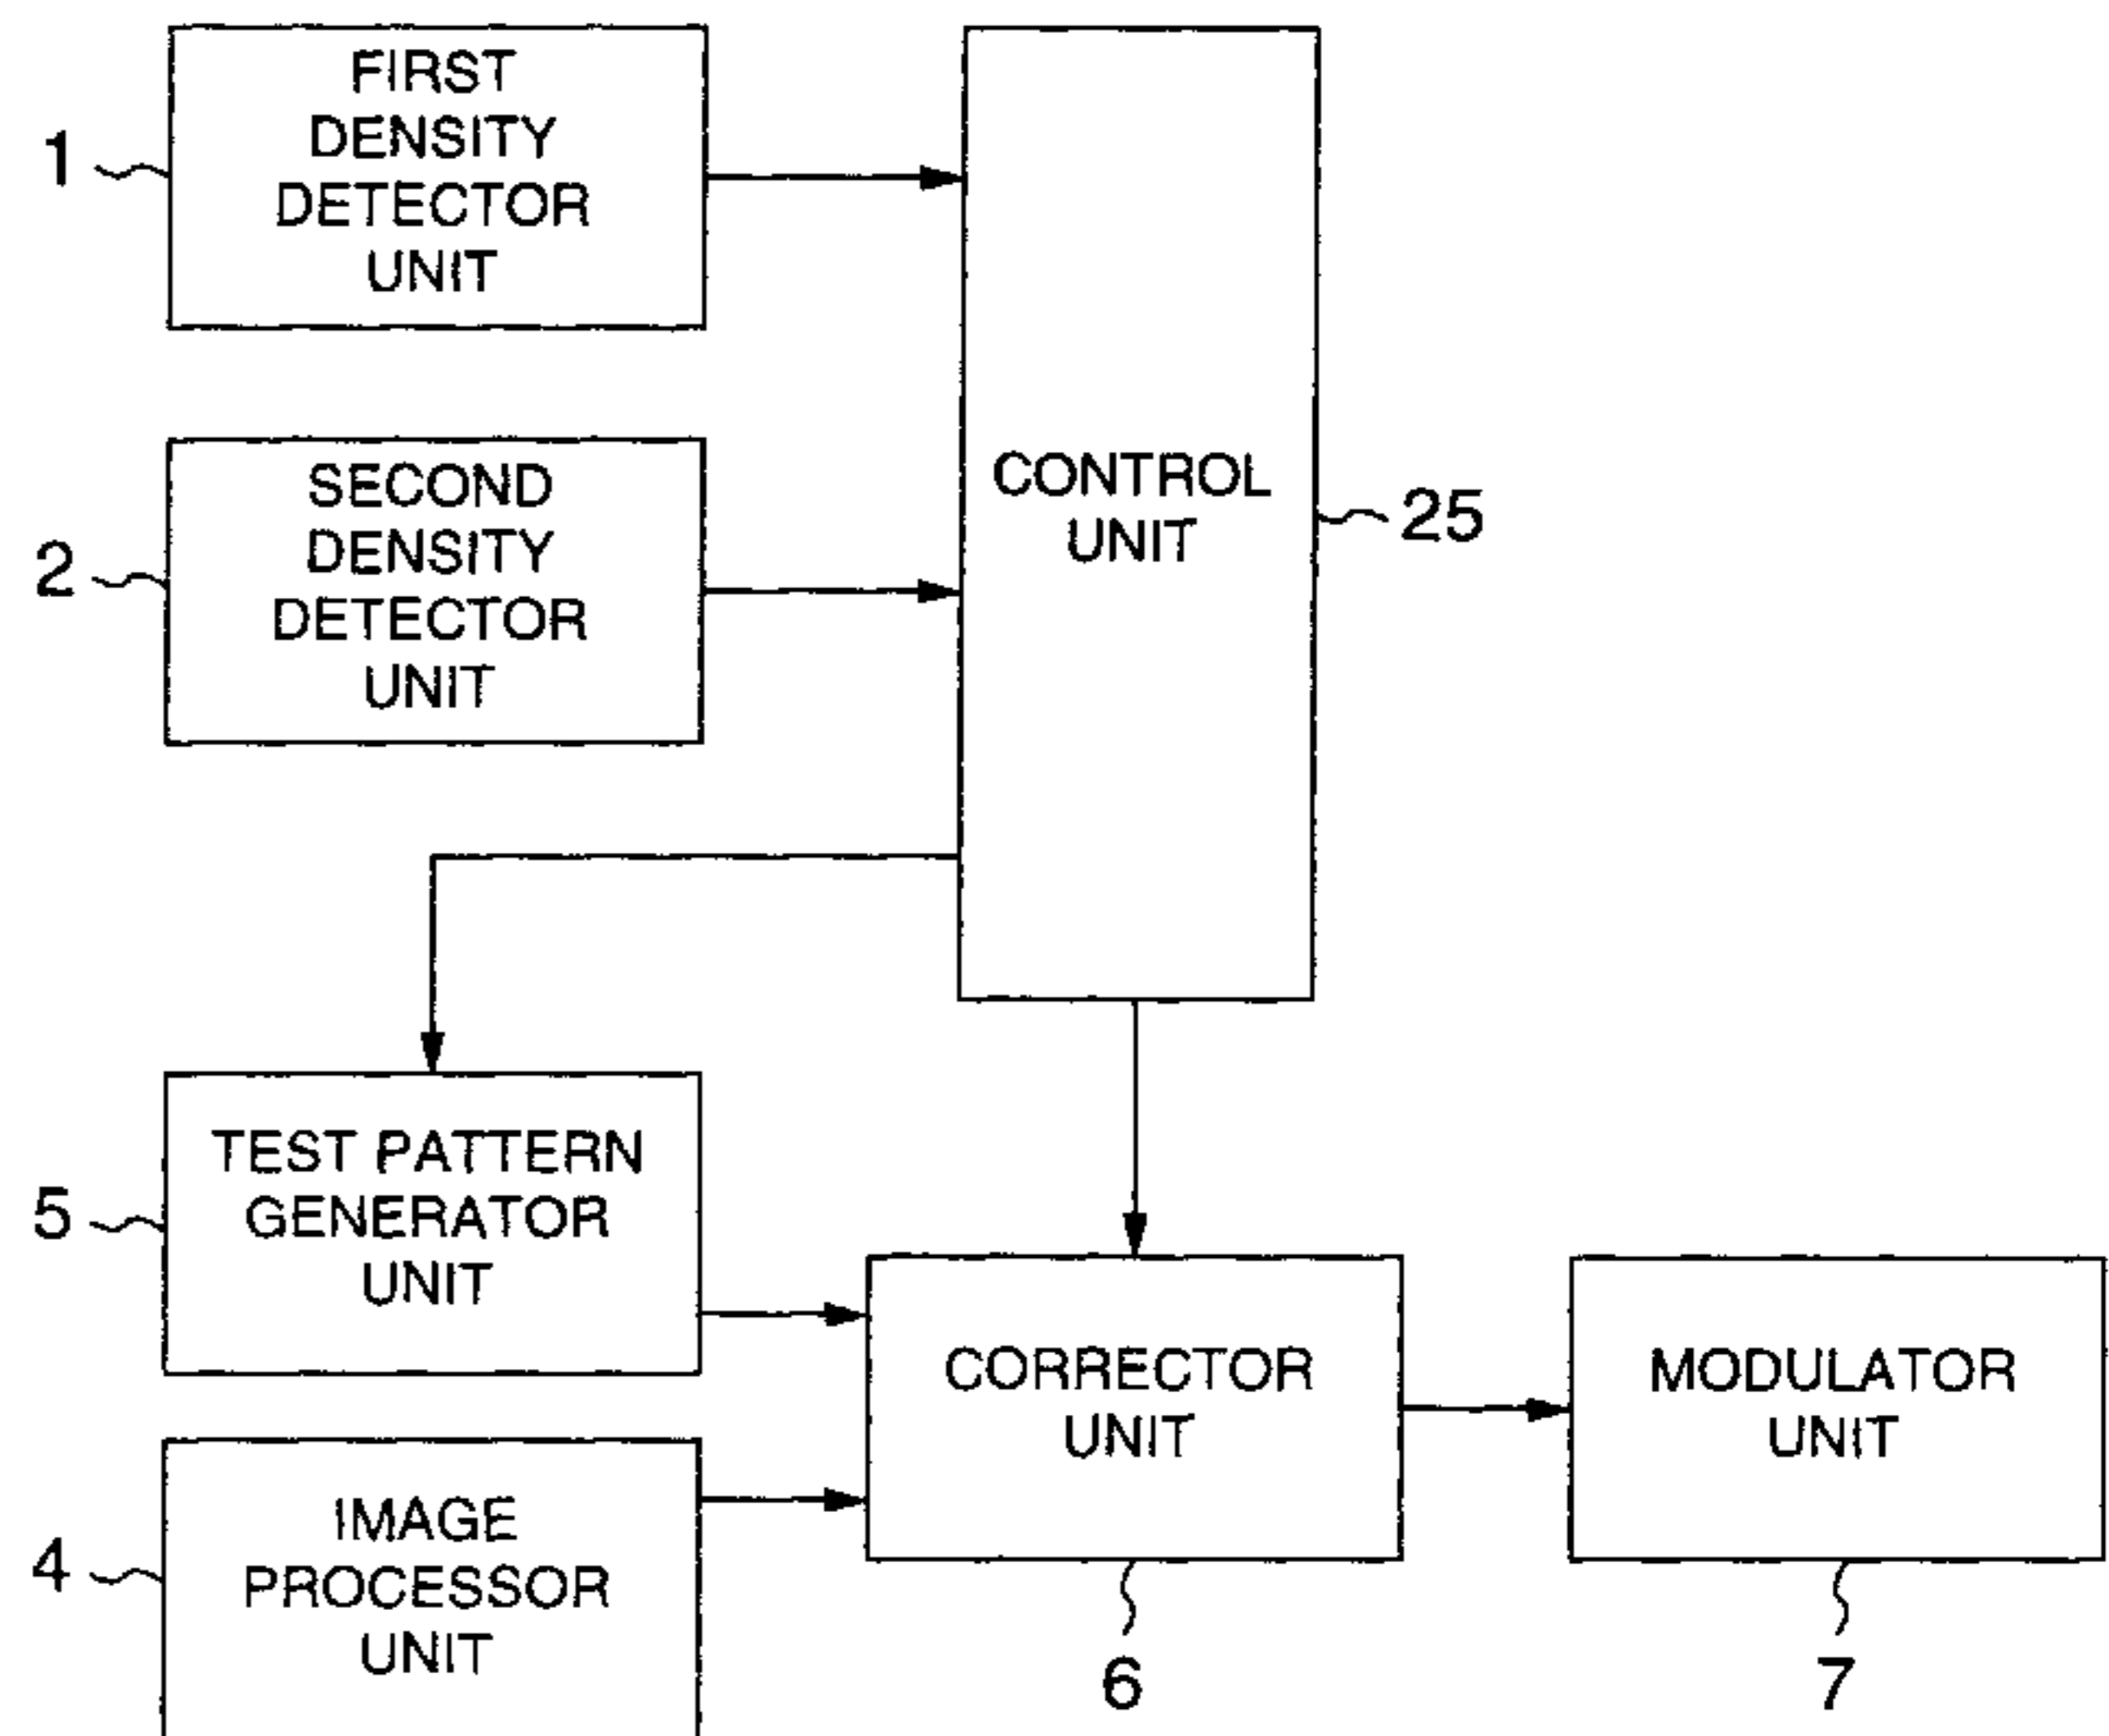 1
FIRST
DENSITY
DETECTOR
UNIT
2
SECOND
DENSITY
DETECTOR
UNIT
CONTROL
UNIT
25
5
TEST PATTERN
GENERATOR
UNIT
4
IMAGE
PROCESSOR
UNIT
CORRECTOR
UNIT
6
MODULATOR
UNIT
7